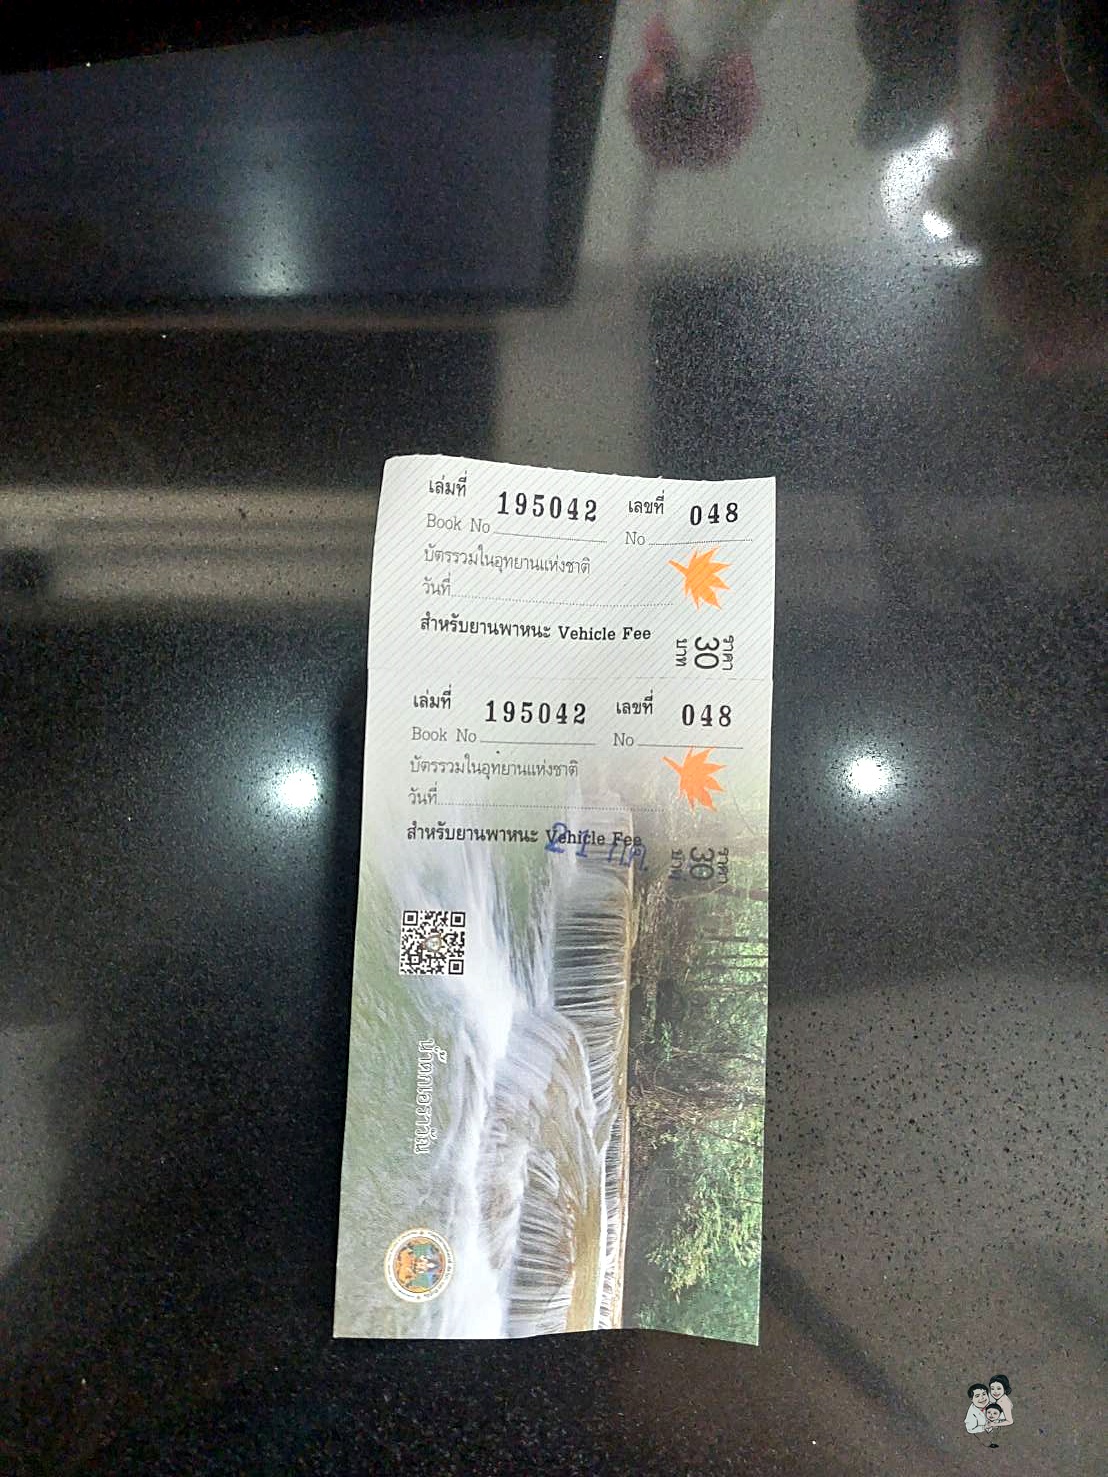 เล่มที่ 195042 เลขที่ 048
Book No No
บัตรรวมในอุทยานแห่งชาติ
วันที่
สำหรับยานพาหนะ Vehicle Fee
ราคา
30
บาท
เล่มที่ 195042 เลขที่ 048
Book No No
บัตรรวมในอุทยานแห่งชาติ
วันที่
สำหรับยานพาหนะ Vehicle Fee
21
ราคา
30
บาท
น้ำตกเอราวัณ